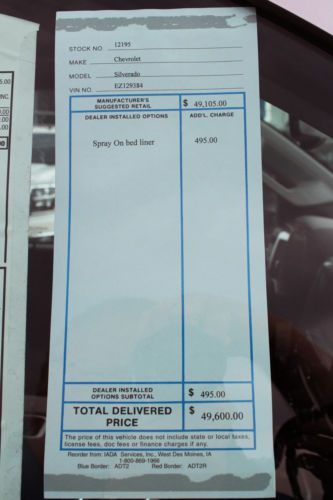 STOCK NO. 12195
MAKE Chevrolet
MODEL Silverado
VIN NO. EZ129384
MANUFACTURER'S SUGGESTED RETAIL $ 49,105.00
DEALER INSTALLED OPTIONS ADD'L. CHARGE
Spray On bed liner 495.00
DEALER INSTALLED
OPTIONS SUBTOTAL $ 495.00
TOTAL DELIVERED
PRICE $ 49,600.00
The price of this vehicle does not include state or local taxes,
license fees, doc fees or finance charges if any.
Reorder from: IADA Services, Inc., West Des Moines, IA
1-800-869-1966
Blue Border: ADT2 Red Border: ADT2R
INC.